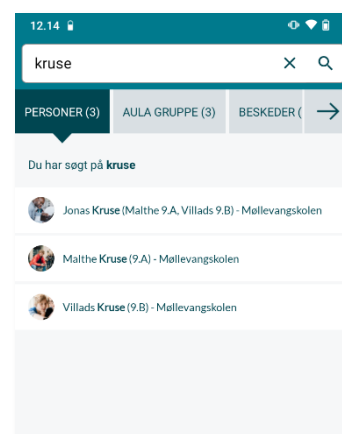 12.14
kruse
PERSONER (3) AULA GRUPPE (3) BESKEDER (
Du har søgt på kruse
Jonas Kruse (Malthe 9.A, Villads 9.B) - Møllevangskolen
Malthe Kruse (9.A) - Møllevangskolen
Villads Kruse (9.B) - Møllevangskolen